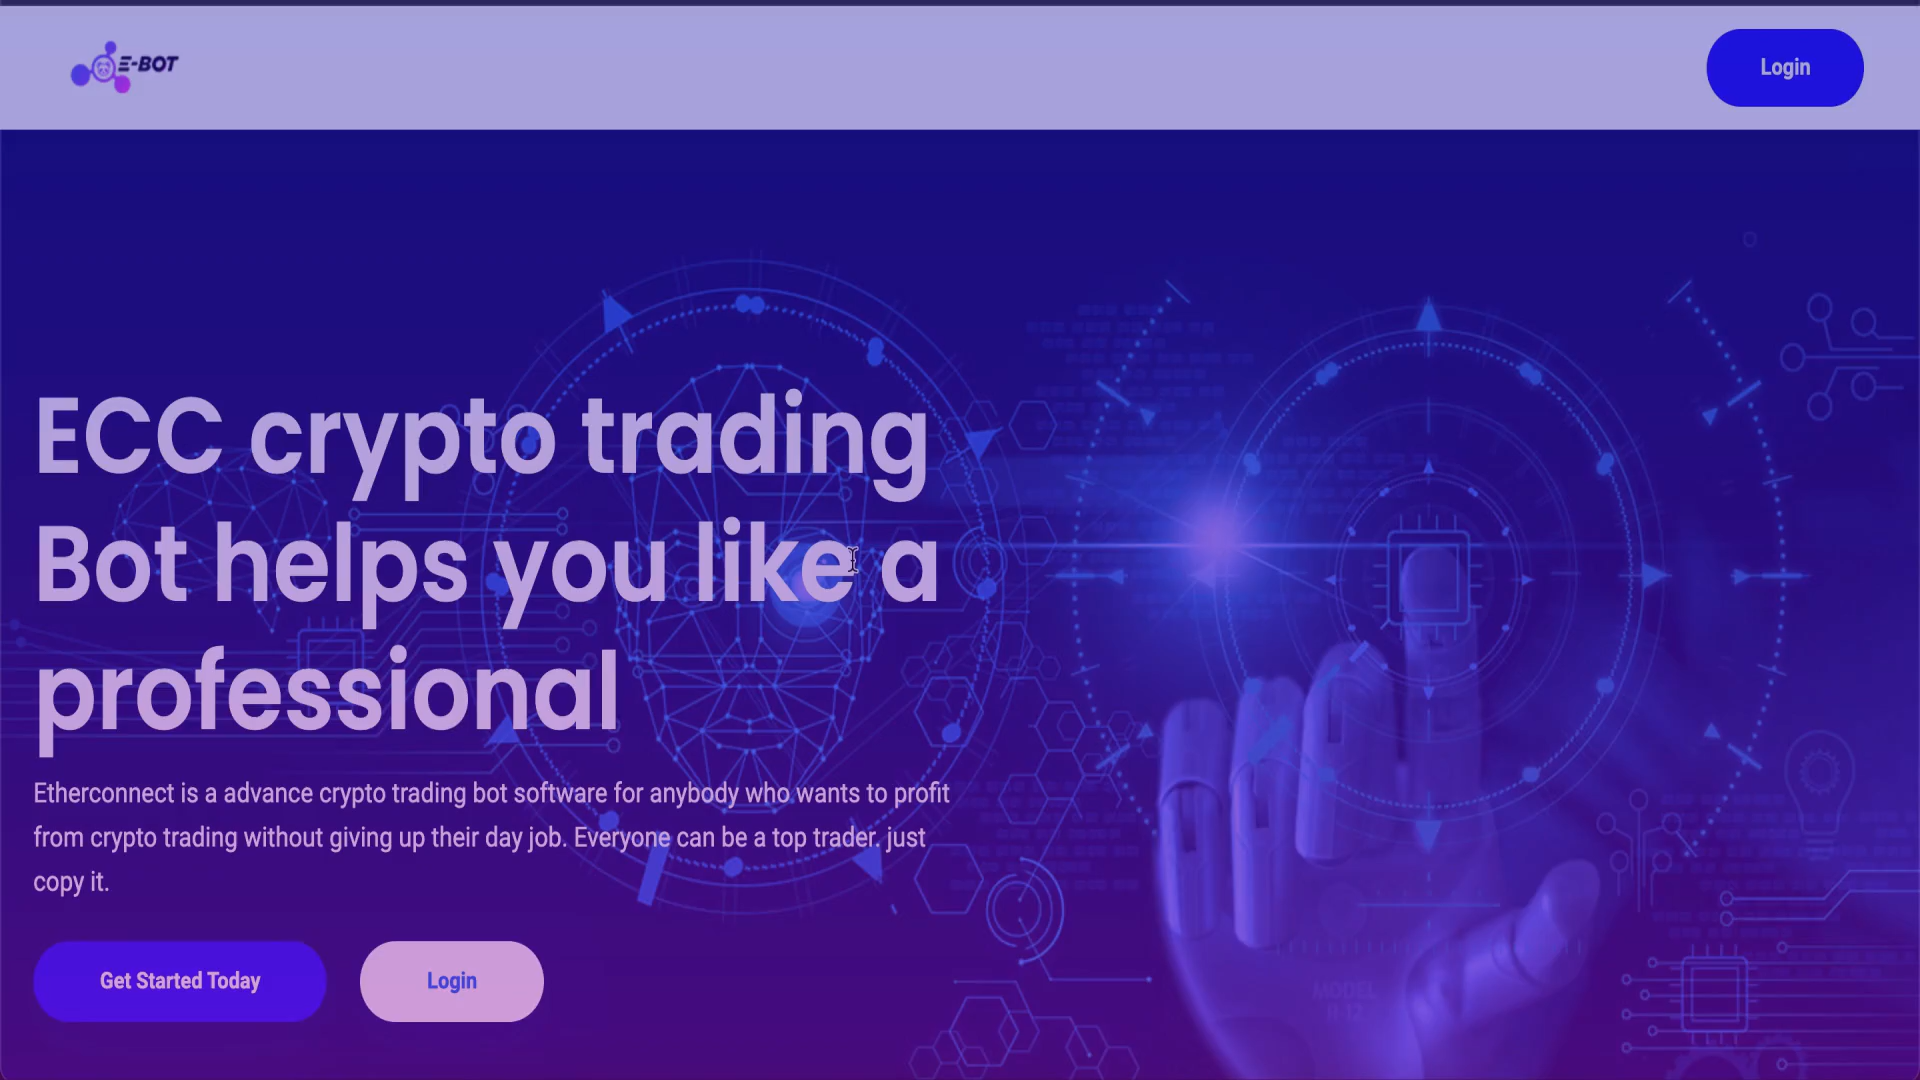 E-BOT
Login
ECC crypto trading
Bot helps you like a
professional
Etherconnect is a advance crypto trading bot software for anybody who wants to profit
from crypto trading without giving up their day job. Everyone can be a top trader. just
copy it.
Get Started Today
Login
MODEL